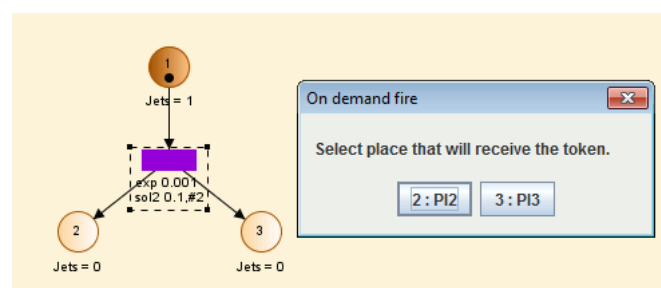 1
Jets = 1
exp 0.001
sol2 0.1,#2
2
3
Jets = 0
Jets = 0
On demand fire
Select place that will receive the token.
2 : Pl2
3 : Pl3